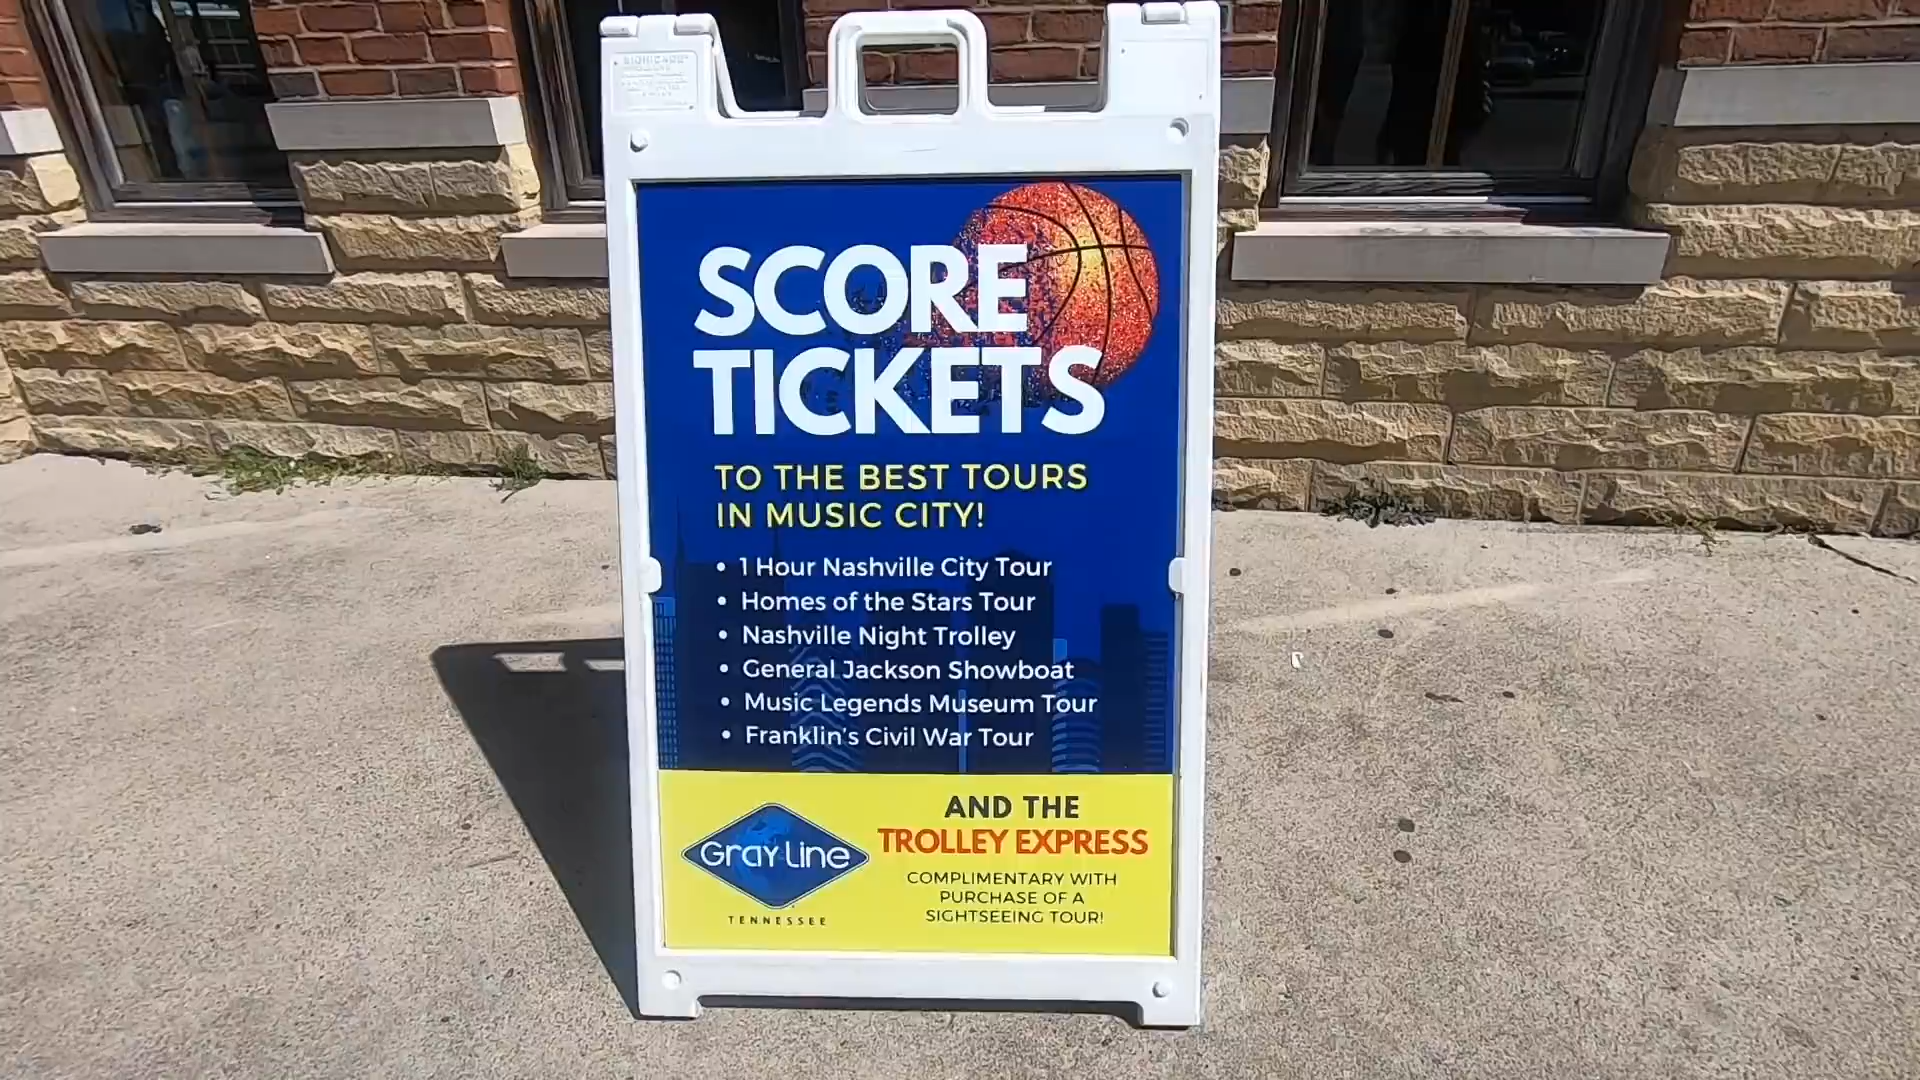 SCORE
TICKETS
TO THE BEST TOURS
IN MUSIC CITY!
• 1 Hour Nashville City Tour
• Homes of the Stars Tour
• Nashville Night Trolley
• General Jackson Showboat
• Music Legends Museum Tour
• Franklin's Civil War Tour
Gray Line
TENNESSEE
AND THE
TROLLEY EXPRESS
COMPLIMENTARY WITH
PURCHASE OF A
SIGHTSEEING TOUR!